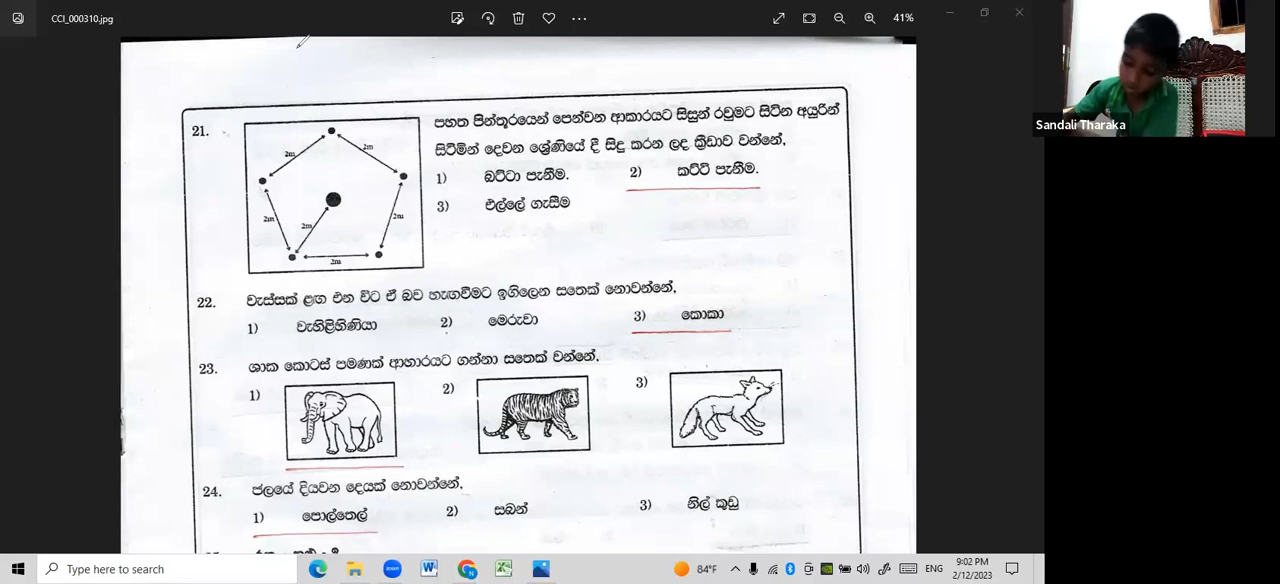 CCI_000310.jpg
41%
Sandali Tharaka
21.
2m
2m
2m
2m
2m
2m
පහත පින්තූරයෙන් පෙන්වන ආකාරයට සිසුන් රවුමට සිටින අයුරින්
සිටිමින් දෙවන ශ්‍රේණියේ දී සිදු කරන ලද ක්‍රීඩාව වන්නේ,
1) බට්ටා පැනීම. 2) කට්ටි පැනීම.
3) එල්ලේ ගැසීම
22. වැස්සක් ළඟ එන විට ඒ බව හැඟවීමට ඉගිලෙන සතෙක් නොවන්නේ,
1) වැහිළිහිණියා 2) මෙරුවා 3) කොකා
23. ශාක කොටස් පමණක් ආහාරයට ගන්නා සතෙක් වන්නේ.
1) 2) 3)
24. ජලයේ දියවන දෙයක් නොවන්නේ,
1) පොල්තෙල් 2) සබන් 3) නිල් කුඩු
Type here to search
zoom
84°F
ENG
9:02 PM
2/12/2023